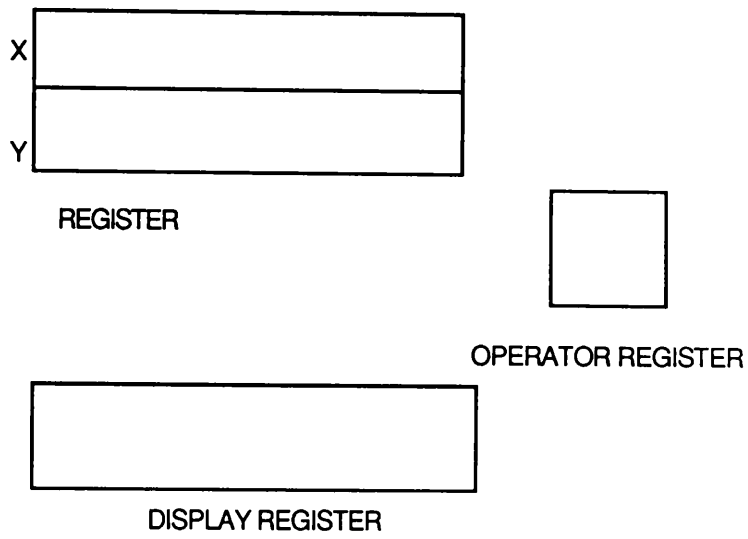 X
Y
REGISTER
OPERATOR REGISTER
DISPLAY REGISTER